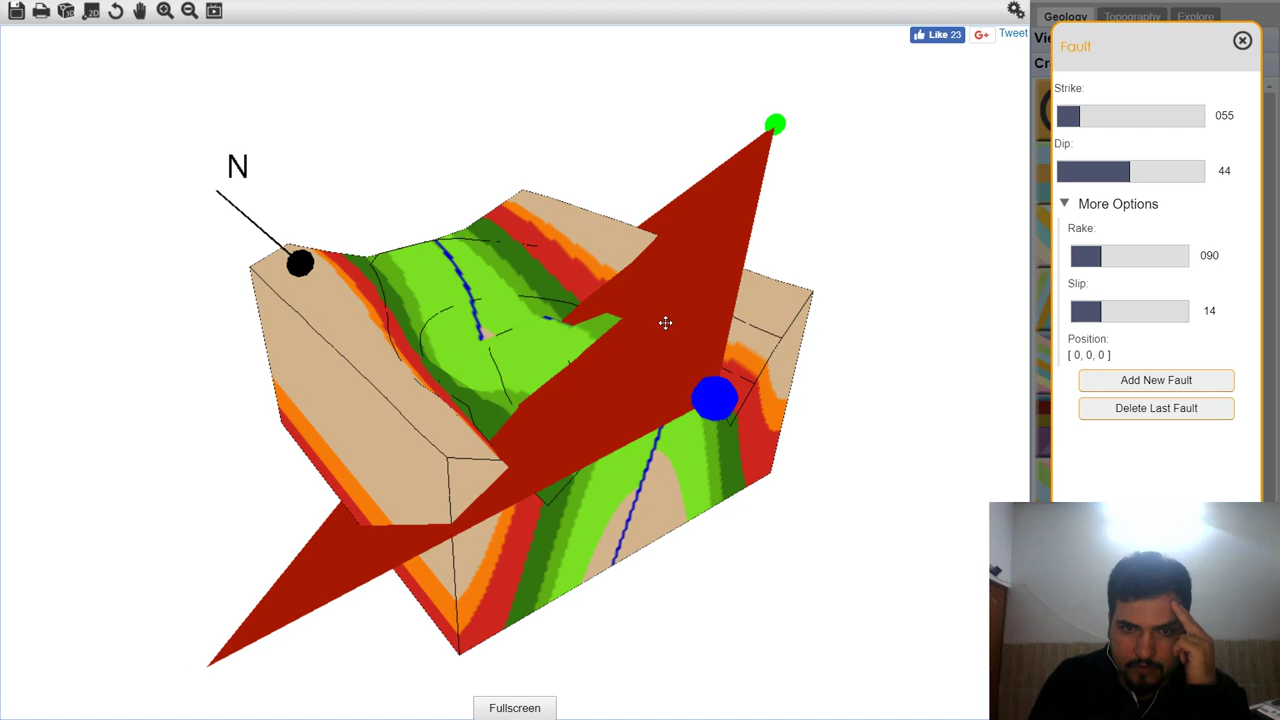 Like 23
Tweet
Geology Topography Explore
Fault
Strike:
055
Dip:
44
More Options
Rake:
090
Slip:
14
Position:
[ 0, 0, 0 ]
Add New Fault
Delete Last Fault
N
Fullscreen